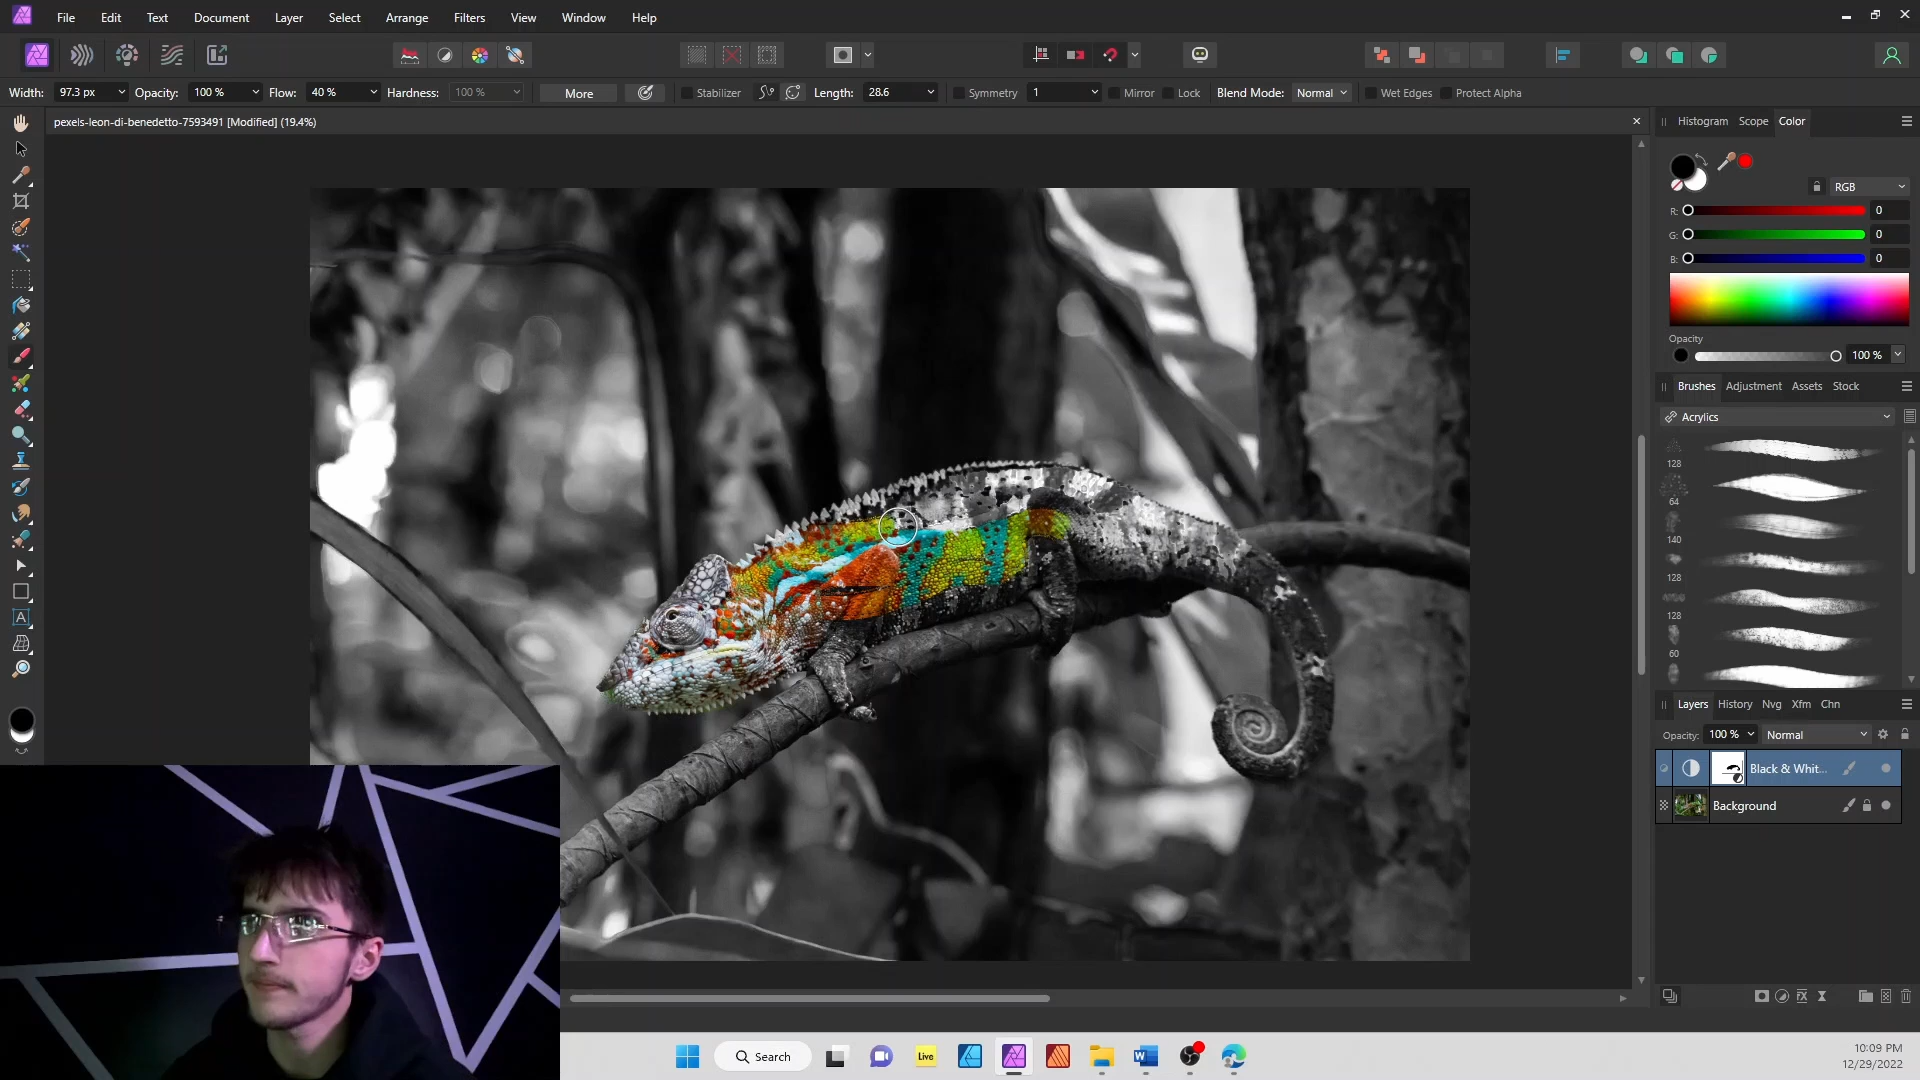 File Edit Text Document Layer Select Arrange Filters View Window Help
Width: 97.3 px Opacity: 100 % Flow: 40 % Hardness: 100 % More Stabilizer Length: 28.6 Symmetry 1 Mirror Lock Blend Mode: Normal Wet Edges Protect Alpha
pexels-leon-di-benedetto-7593491 [Modified] (19.4%)
Histogram Scope Color
RGB
R: 0
G: 0
B: 0
Opacity
100 %
Brushes Adjustment Assets Stock
Acrylics
128
64
140
128
128
60
Layers History Nvg Xfm Chn
Opacity: 100 % Normal
Black & Whit...
Background
Search
Live
10:09 PM
12/29/2022